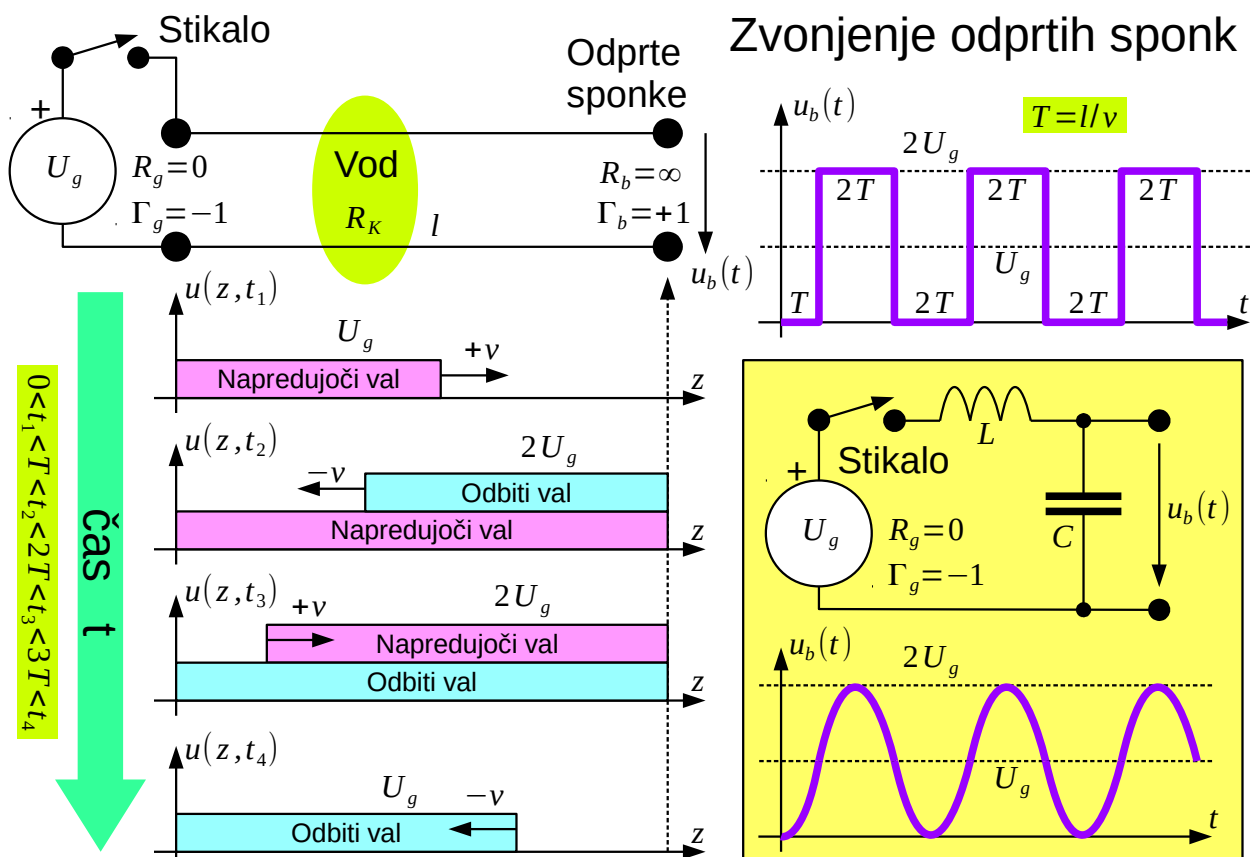 Zvonjenje odprtih sponk
Stikalo
Odprte
sponke
+
U_g
R_g=0
Γ_g=−1
Vod
R_K
l
R_b=∞
Γ_b=+1
u_b(t)
u_b(t)
T=l/v
2U_g
2T
2T
2T
U_g
T
2T
2T
t
čas t
0<t_1<T<t_2<2T<t_3<3T<t_4
u(z,t_1)
U_g
+v
Napredujoči val
z
u(z,t_2)
2U_g
−v
Odbiti val
Napredujoči val
z
u(z,t_3)
2U_g
+v
Napredujoči val
Odbiti val
z
u(z,t_4)
U_g
−v
Odbiti val
z
L
Stikalo
+
U_g
R_g=0
Γ_g=−1
C
u_b(t)
u_b(t)
2U_g
U_g
t